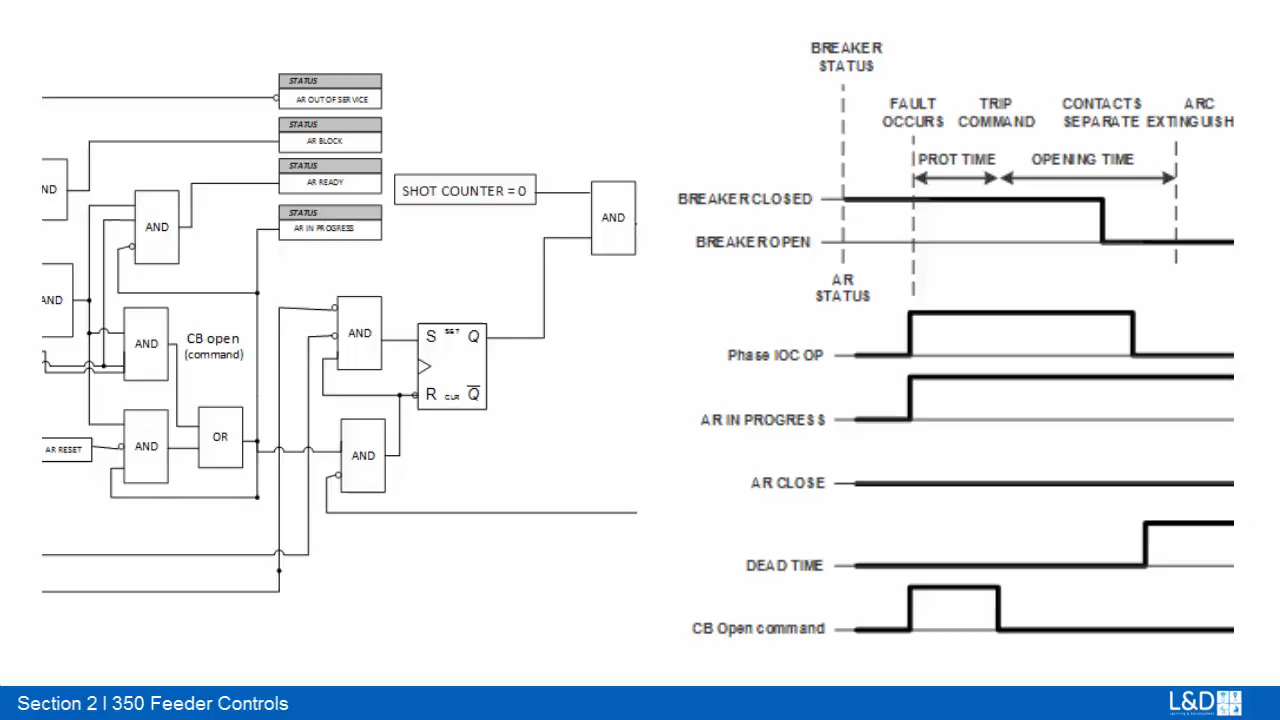 STATUS
AR OUT OF SERVICE
STATUS
AR BLOCK
STATUS
AR READY
STATUS
AR IN PROGRESS
SHOT COUNTER = 0
AND
ND
AND
AND
AND
CB open
(command)
AND
S SET Q
R CLR Q̅
AND
OR
AR RESET
AND
BREAKER
STATUS
FAULT
OCCURS
TRIP
COMMAND
CONTACTS
SEPARATE
ARC
EXTINGUISH
PROT TIME
OPENING TIME
BREAKER CLOSED
BREAKER OPEN
AR
STATUS
Phase IOC OP
AR IN PROGRESS
AR CLOSE
DEAD TIME
CB Open command
Section 2 l 350 Feeder Controls
L&D